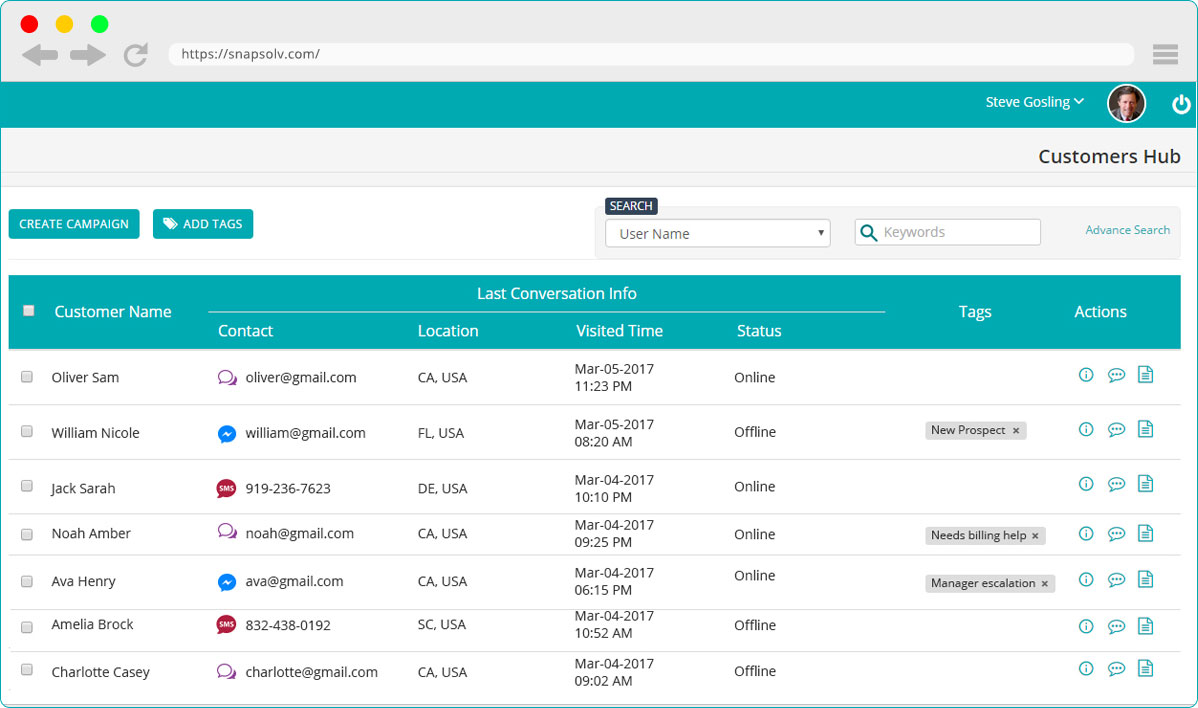 https://snapsolv.com/
Steve Gosling
Customers Hub
CREATE CAMPAIGN
ADD TAGS
SEARCH
User Name
Keywords
Advance Search
Customer Name
Last Conversation Info
Contact
Location
Visited Time
Status
Tags
Actions
Oliver Sam
oliver@gmail.com
CA, USA
Mar-05-2017
11:23 PM
Online
William Nicole
william@gmail.com
FL, USA
Mar-05-2017
08:20 AM
Offline
New Prospect ×
Jack Sarah
SMS
919-236-7623
DE, USA
Mar-04-2017
10:10 PM
Online
Noah Amber
noah@gmail.com
CA, USA
Mar-04-2017
09:25 PM
Online
Needs billing help ×
Ava Henry
ava@gmail.com
CA, USA
Mar-04-2017
06:15 PM
Online
Manager escalation ×
Amelia Brock
SMS
832-438-0192
SC, USA
Mar-04-2017
10:52 AM
Offline
Charlotte Casey
charlotte@gmail.com
CA, USA
Mar-04-2017
09:02 AM
Offline